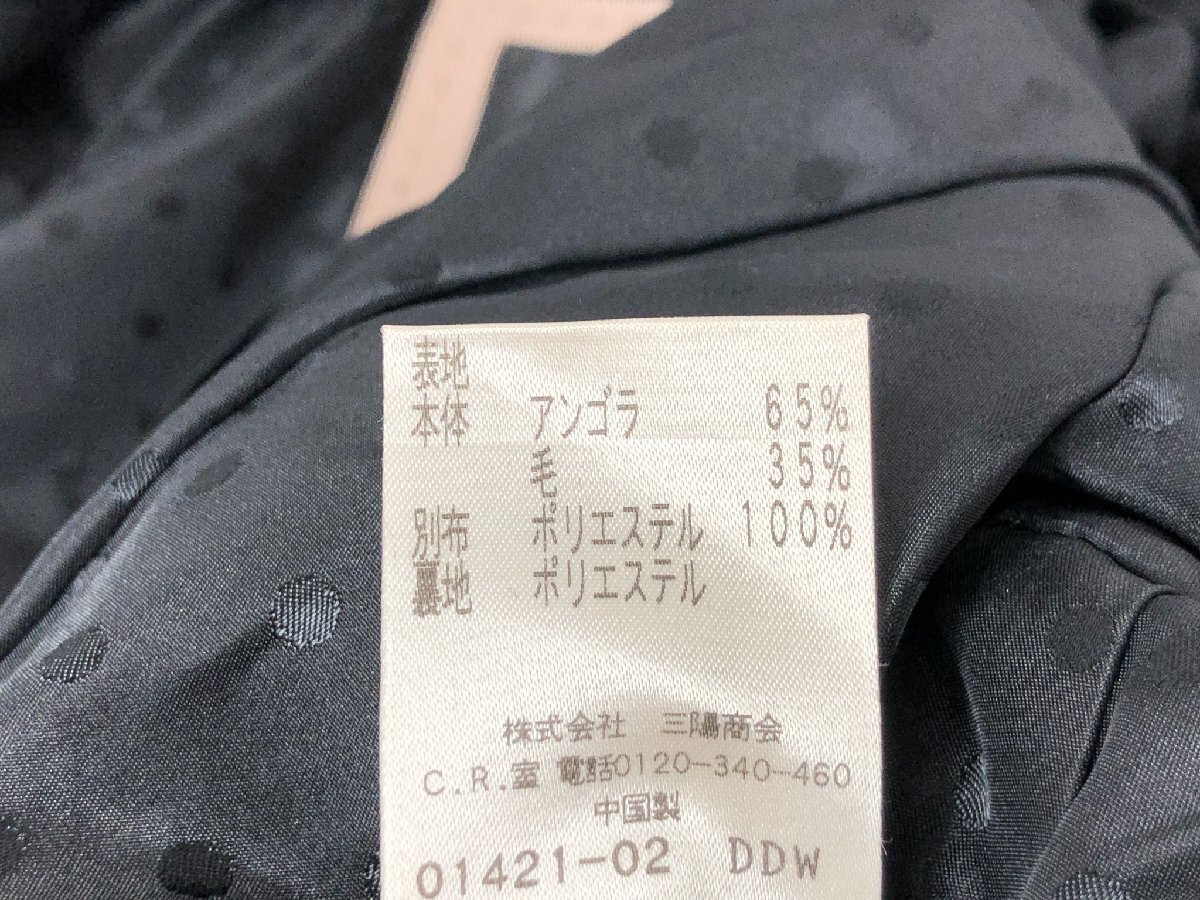 表地
本体 アンゴラ 65%
毛 35%
別布 ポリエステル 100%
裏地 ポリエステル
株式会社 三陽商会
C.R.室 電話0120-340-460
中国製
01421-02 DDW